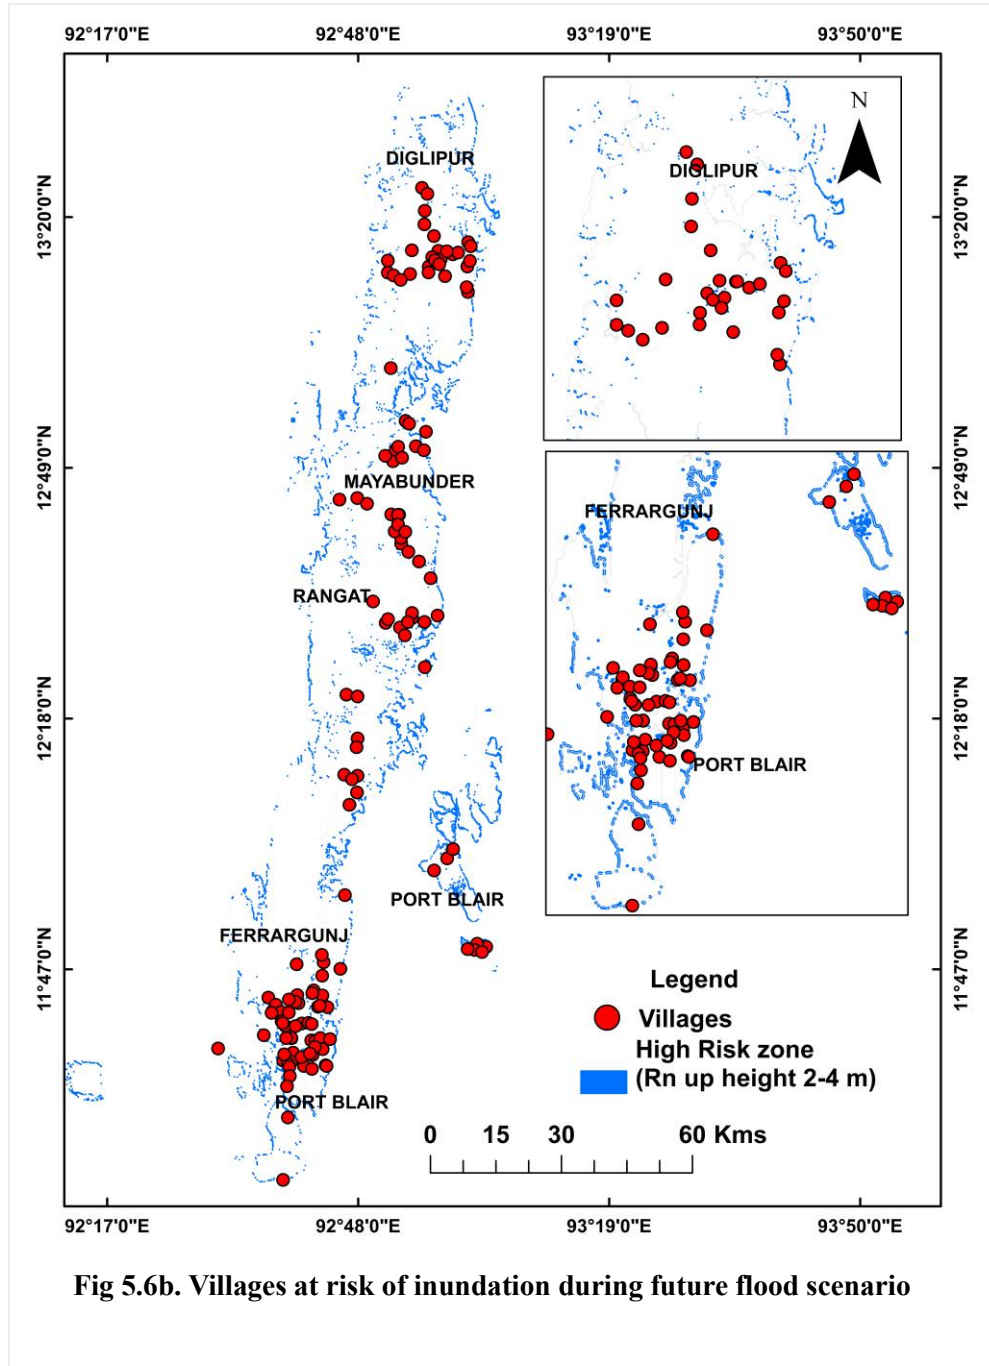 92°17'0"E 92°48'0"E 93°19'0"E 93°50'0"E
13°20'0"N
12°49'0"N
12°18'0"N
11°47'0"N
DIGLIPUR
MAYABUNDER
RANGAT
PORT BLAIR
FERRARGUNJ
PORT BLAIR
N
DIGLIPUR
FERRARGUNJ
PORT BLAIR
13°20'0"N
12°49'0"N
12°18'0"N
11°47'0"N
Legend
Villages
High Risk zone
(Rn up height 2-4 m)
0 15 30 60 Kms
92°17'0"E 92°48'0"E 93°19'0"E 93°50'0"E
Fig 5.6b. Villages at risk of inundation during future flood scenario